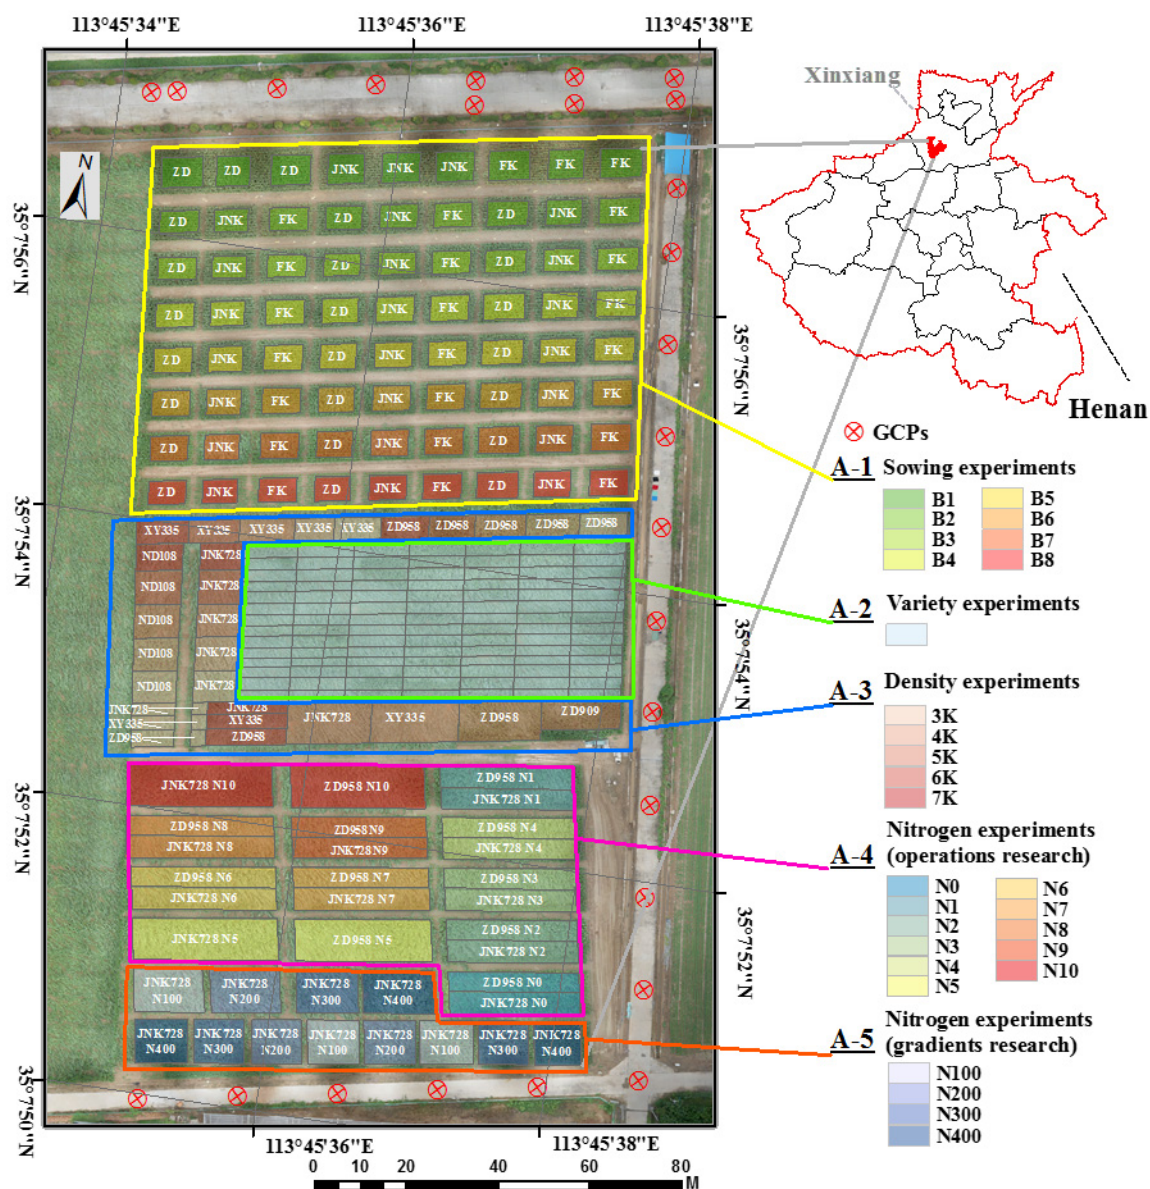 113°45'34"E 113°45'36" 113°45'38"
N
Xinxiang
Henan
35°7'56"N
35°7'54"N
35°7'52"N
35°7'50"N
35°7'56"N
35°7'54"N
35°7'52"N
ZD ZD ZD JNK JNK JNK FK FK FK
ZD JNK FK ZD JNK FK ZD JNK FK
ZD JNK FK ZD JNK FK ZD JNK FK
ZD JNK FK ZD JNK FK ZD JNK FK
ZD JNK FK ZD JNK FK ZD JNK FK
ZD JNK FK ZD JNK FK ZD JNK FK
ZD JNK FK ZD JNK FK ZD JNK FK
ZD JNK FK ZD JNK FK ZD JNK FK
XY335 XY335 XY335 XY335 XY335 ZD958 ZD958 ZD958 ZD958 ZD958
ND108 JNK728
ND108 JNK728
ND108 JNK728
ND108 JNK728
ND108 JNK728
JNK728 JNK728
XY335 XY335 JNK728 XY335 ZD958 ZD909
ZD958 ZD958
JNK728 N10 ZD958 N10 ZD958 N1
JNK728 N1
ZD958 N8 ZD958 N9 ZD958 N4
JNK728 N8 JNK728 N9 JNK728 N4
ZD958 N6 ZD958 N7 ZD958 N3
JNK728 N6 JNK728 N7 JNK728 N3
JNK728 N5 ZD958 N5 ZD958 N2
JNK728 N2
ZD958 N0
JNK728 N0
JNK728 JNK728 JNK728 JNK728
N100 N200 N300 N400
JNK728 JNK728 JNK728 JNK728 JNK728 JNK728 JNK728 JNK728
N400 N300 N200 N100 N200 N100 N300 N400
113°45'36"E 113°45'38"E
0 10 20 40 60 80
M
GCPs
A-1 Sowing experiments
B1 B5
B2 B6
B3 B7
B4 B8
A-2 Variety experiments
A-3 Density experiments
3K
4K
5K
6K
7K
A-4 Nitrogen experiments
(operations research)
N0 N6
N1 N7
N2 N8
N3 N9
N4 N10
N5
A-5 Nitrogen experiments
(gradients research)
N100
N200
N300
N400